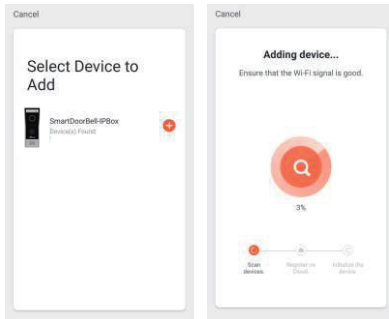 Cancel
Select Device to
Add
SmartDoorBell-IPBox
Device(s) Found
Cancel
Adding device...
Ensure that the Wi-Fi signal is good.
3%
Scan
devices.
Register on
Cloud.
Initialize the
device.